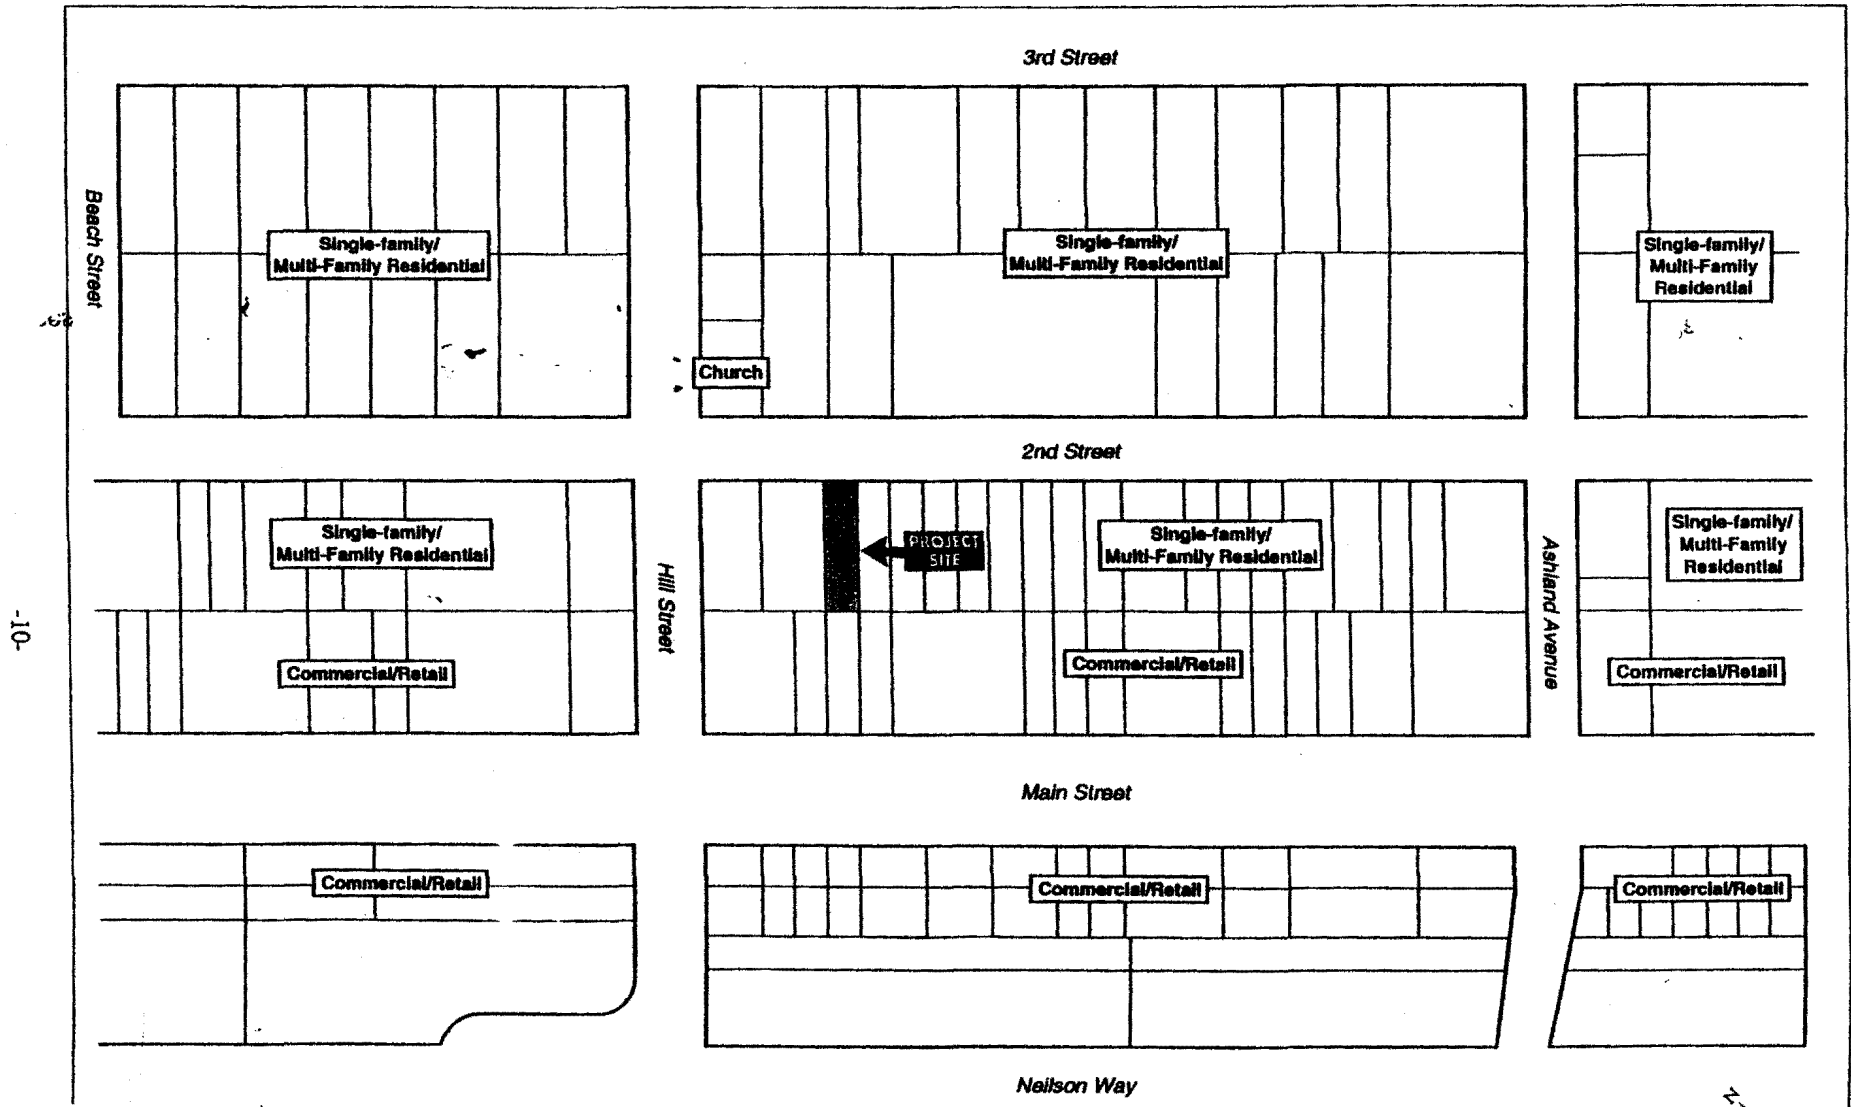 3rd Street
Beach Street
Single-family/
Multi-Family Residential
Single-family/
Multi-Family Residential
Single-family/
Multi-Family
Residential
Church
2nd Street
Single-family/
Multi-Family Residential
Hill Street
PROJECT
SITE
Single-family/
Multi-Family Residential
Ashland Avenue
Single-family/
Multi-Family
Residential
-10-
Commercial/Retail
Commercial/Retail
Commercial/Retail
Main Street
Commercial/Retail
Commercial/Retail
Commercial/Retail
Neilson Way